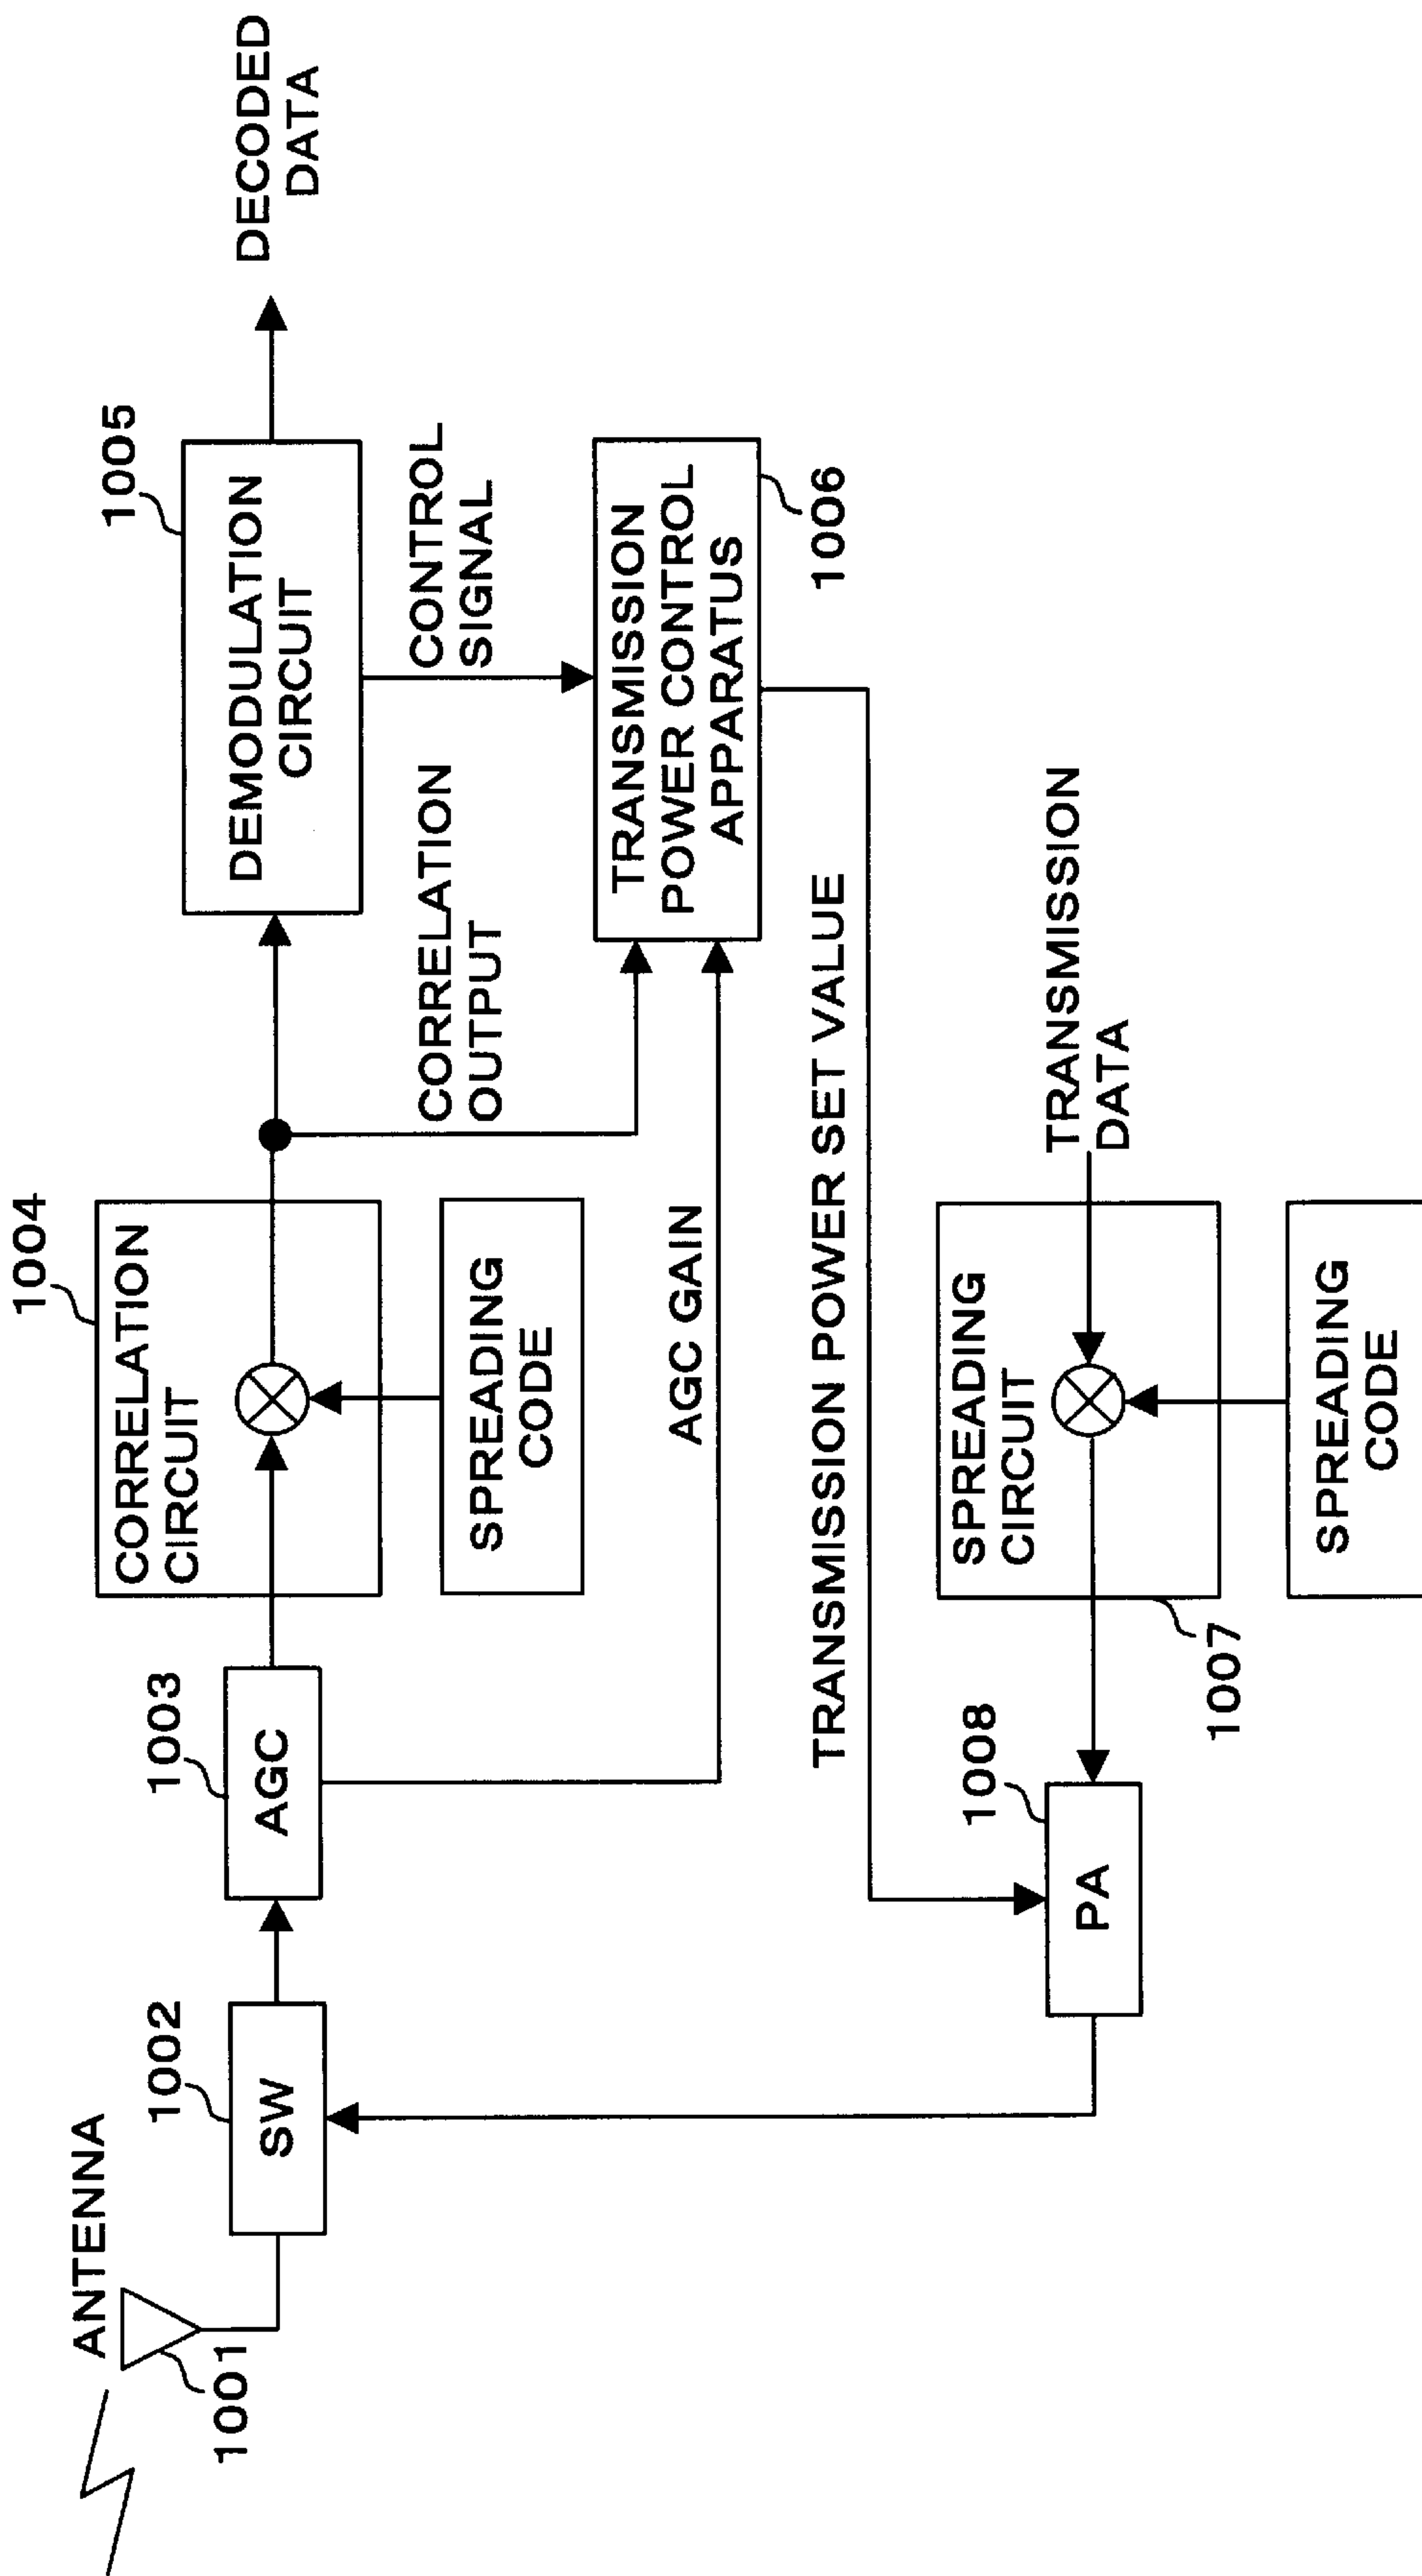 ANTENNA
1001
1002
SW
1003
AGC
1004
CORRELATION
CIRCUIT
SPREADING
CODE
1005
DEMODULATION
CIRCUIT
DECODED
DATA
CORRELATION
OUTPUT
CONTROL
SIGNAL
AGC GAIN
TRANSMISSION
POWER CONTROL
APPARATUS
1006
TRANSMISSION POWER SET VALUE
1008
PA
SPREADING
CIRCUIT
1007
TRANSMISSION
DATA
SPREADING
CODE